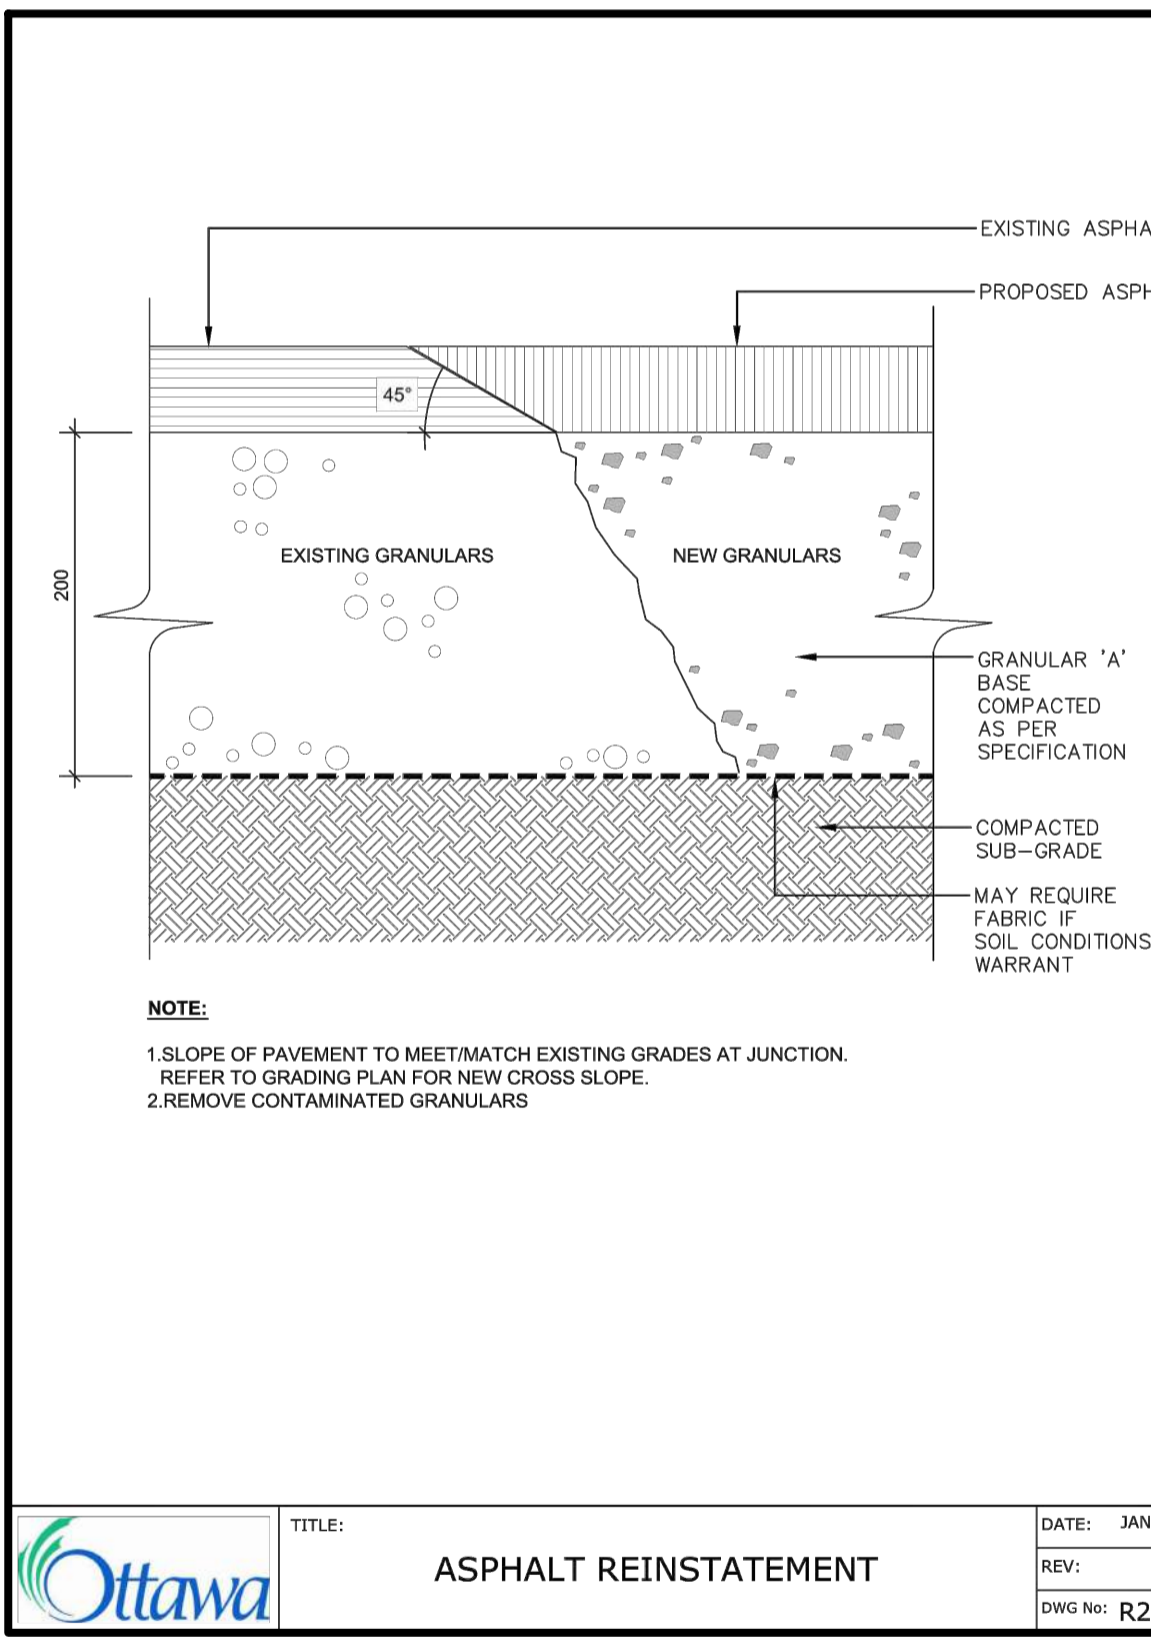 EXISTING ASPHA
PROPOSED ASPH
45°
EXISTING GRANULARS
NEW GRANULARS
200
GRANULAR 'A'
BASE
COMPACTED
AS PER
SPECIFICATION
COMPACTED
SUB-GRADE
MAY REQUIRE
FABRIC IF
SOIL CONDITIONS
WARRANT
NOTE:
1.SLOPE OF PAVEMENT TO MEET/MATCH EXISTING GRADES AT JUNCTION.
REFER TO GRADING PLAN FOR NEW CROSS SLOPE.
2.REMOVE CONTAMINATED GRANULARS
Ottawa
TITLE:
ASPHALT REINSTATEMENT
DATE: JAN
REV:
DWG No: R2